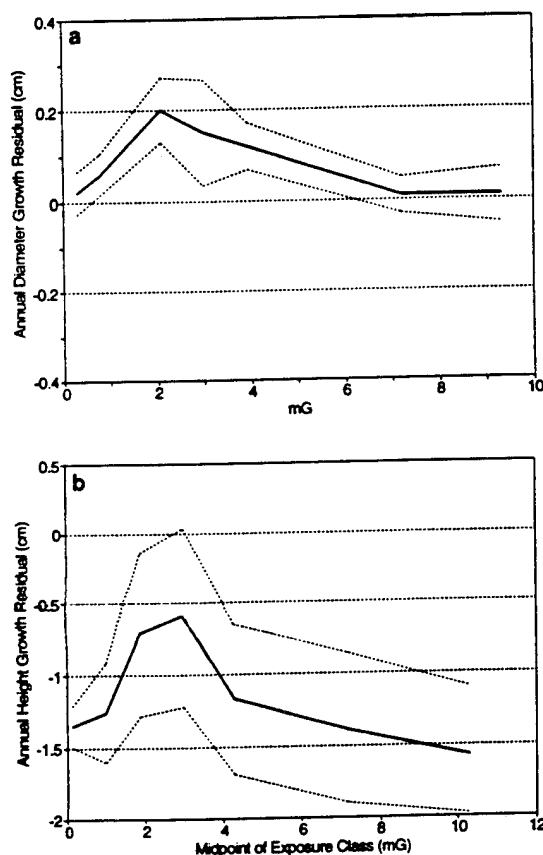 a
0.4
0.2
0
-0.2
-0.4
Annual Diameter Growth Residual (cm)
0 2 4 6 8 10
mG
b
0.5
0
-0.5
-1
-1.5
-2
Annual Height Growth Residual (cm)
0 2 4 6 8 10 12
Midpoint of Exposure Class (mG)